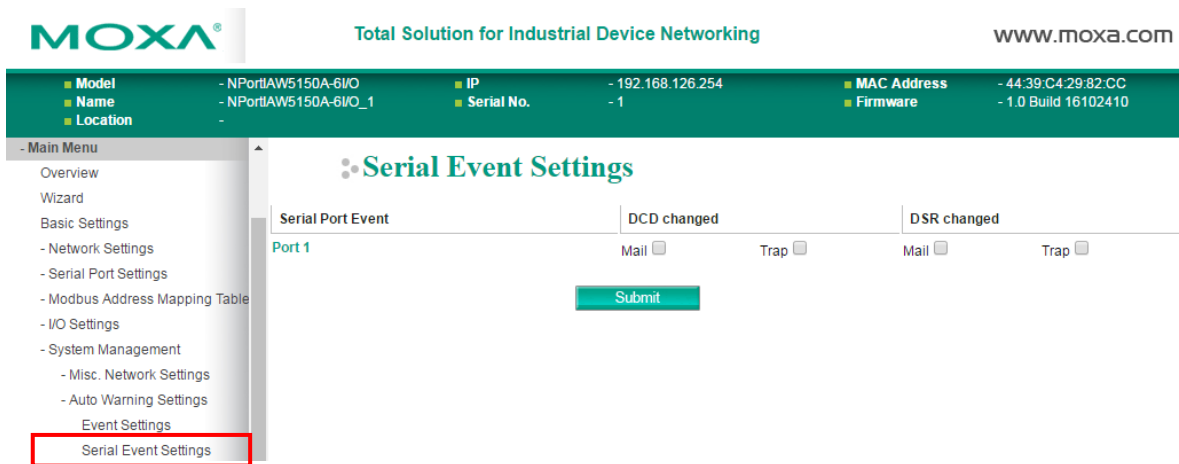 MOXA® Total Solution for Industrial Device Networking www.moxa.com
Model - NPortIAW5150A-6I/O IP - 192.168.126.254 MAC Address - 44:39:C4:29:82:CC
Name - NPortIAW5150A-6I/O_1 Serial No. - 1 Firmware - 1.0 Build 16102410
Location -
- Main Menu
Overview
Wizard
Basic Settings
- Network Settings
- Serial Port Settings
- Modbus Address Mapping Table
- I/O Settings
- System Management
- Misc. Network Settings
- Auto Warning Settings
Event Settings
Serial Event Settings
Serial Event Settings
Serial Port Event DCD changed DSR changed
Port 1 Mail Trap Mail Trap
Submit